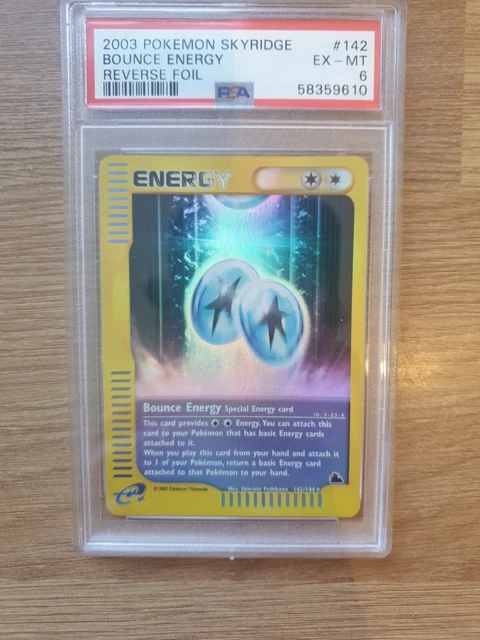 2003 POKEMON SKYRIDGE #142
BOUNCE ENERGY EX - MT
REVERSE FOIL 6
PSA 58359610
ENERGY
Bounce Energy Special Energy card
This card provides Energy. You can attach this
card to your Pokémon that has basic Energy cards
attached to it.
When you play this card from your hand and attach it
to 1 of your Pokémon, return a basic Energy card
attached to that Pokémon to your hand.
142/144